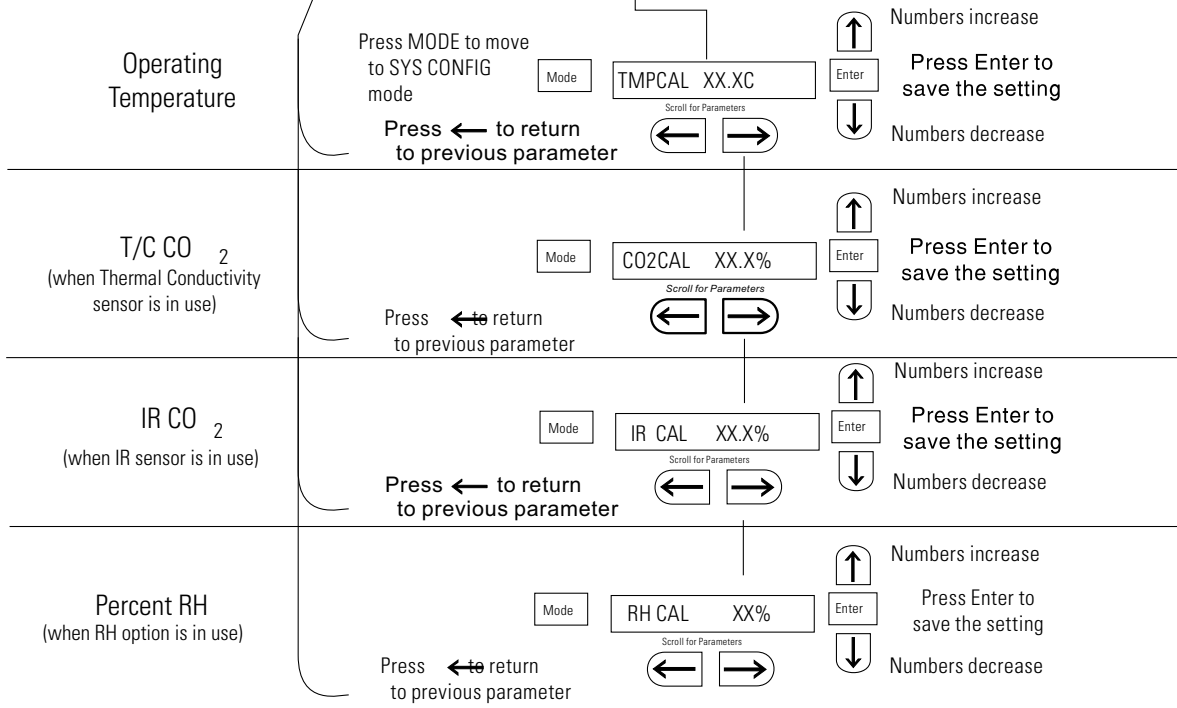 Operating
Temperature
Press MODE to move
to SYS CONFIG
mode
Press ← to return
to previous parameter
Mode
TMPCAL XX.XC
Scroll for Parameters
← →
↑
Enter
↓
Numbers increase
Press Enter to
save the setting
Numbers decrease
T/C CO 2
(when Thermal Conductivity
sensor is in use)
Press ← to return
to previous parameter
Mode
CO2CAL XX.X%
Scroll for Parameters
← →
↑
Enter
↓
Numbers increase
Press Enter to
save the setting
Numbers decrease
IR CO 2
(when IR sensor is in use)
Press ← to return
to previous parameter
Mode
IR CAL XX.X%
Scroll for Parameters
← →
↑
Enter
↓
Numbers increase
Press Enter to
save the setting
Numbers decrease
Percent RH
(when RH option is in use)
Press ← to return
to previous parameter
Mode
RH CAL XX%
Scroll for Parameters
← →
↑
Enter
↓
Numbers increase
Press Enter to
save the setting
Numbers decrease